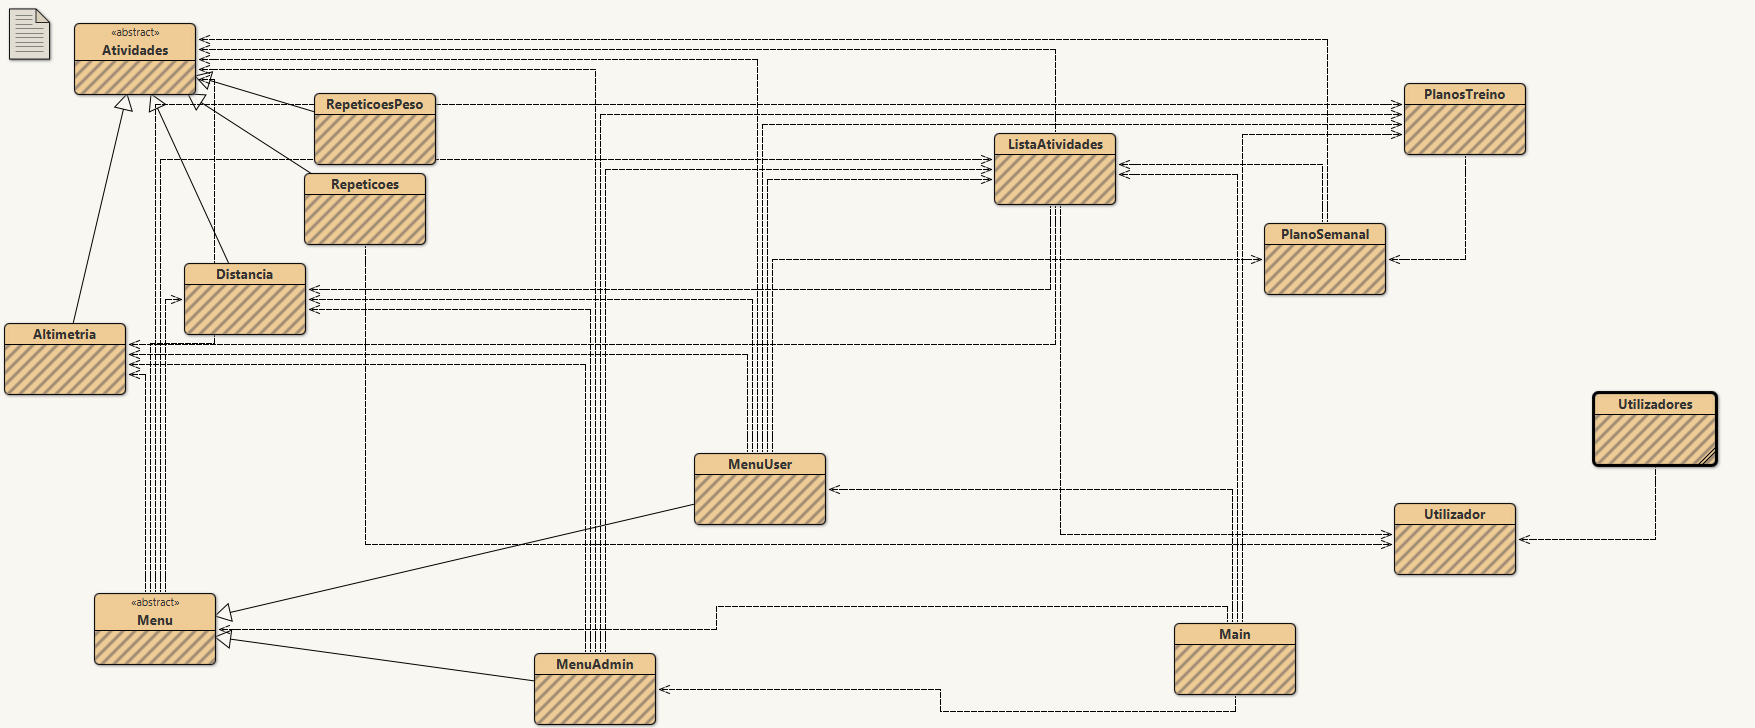 «abstract»
Atividades
RepeticoesPeso
PlanosTreino
ListaAtividades
Repeticoes
PlanoSemanal
Distancia
Altimetria
Utilizadores
MenuUser
Utilizador
«abstract»
Menu
Main
MenuAdmin